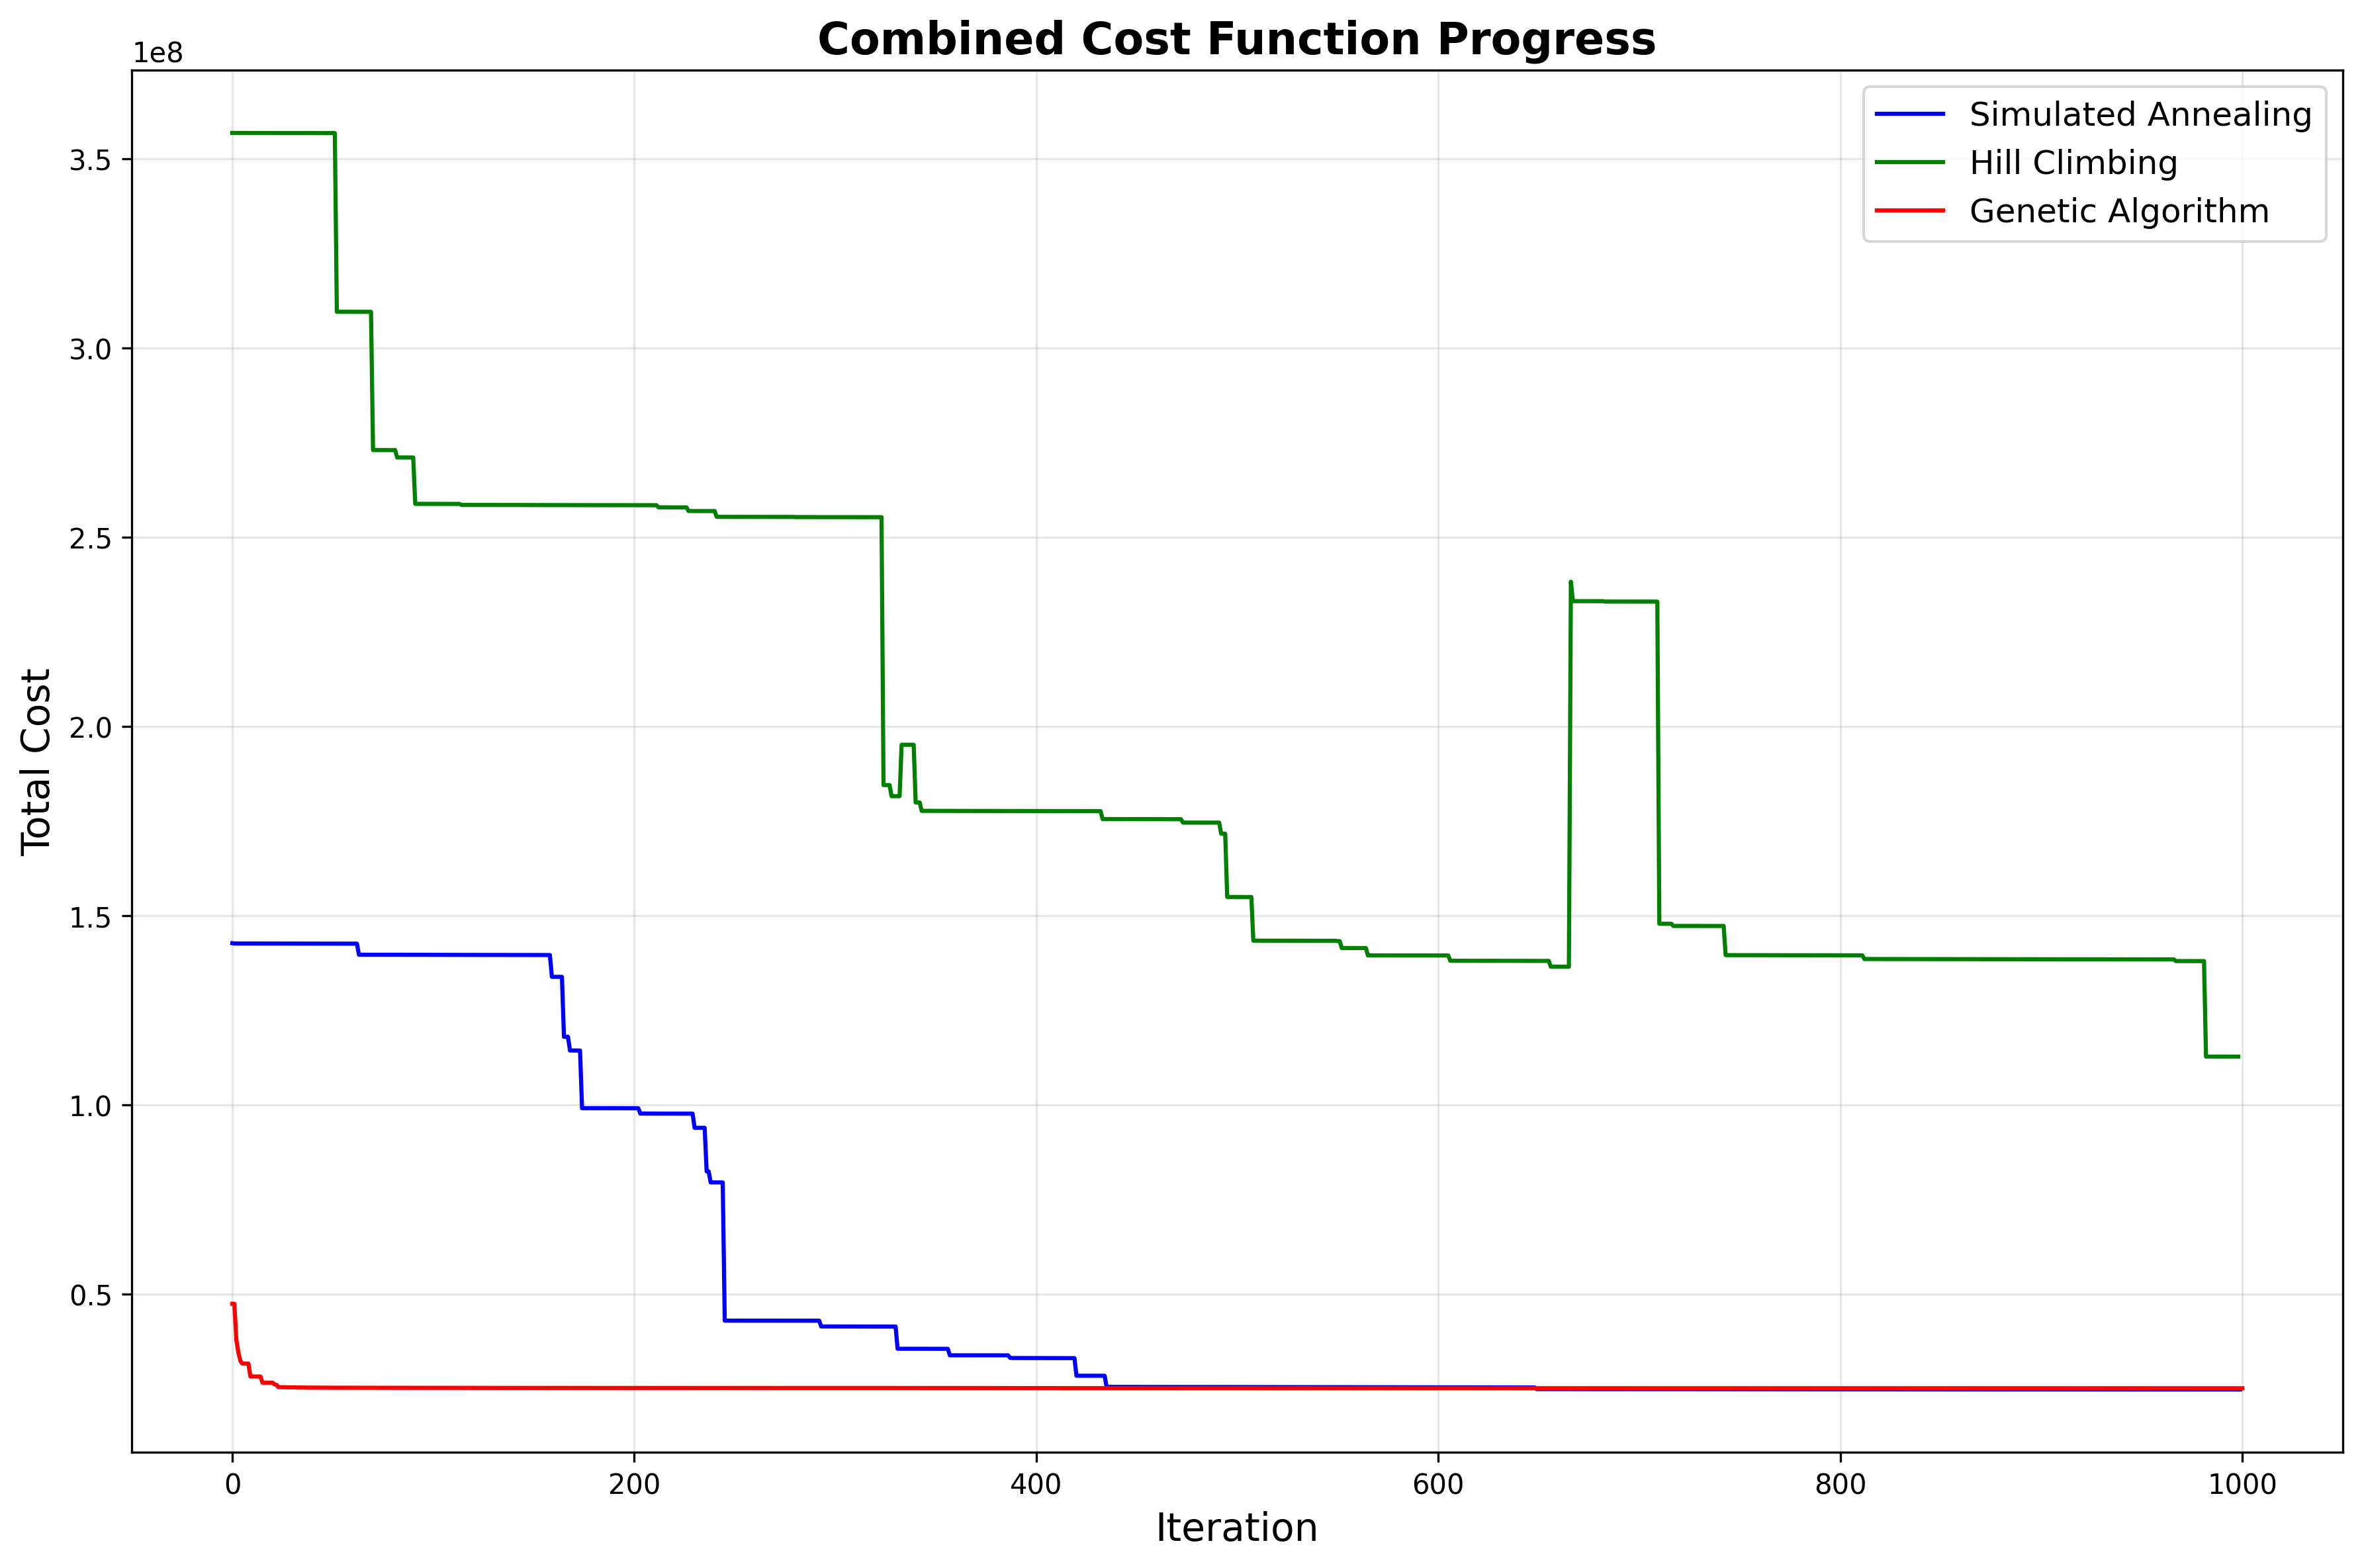 Combined Cost Function Progress
1e8
Simulated Annealing
Hill Climbing
Genetic Algorithm
3.5
3.0
2.5
2.0
1.5
1.0
0.5
Total Cost
0 200 400 600 800 1000
Iteration